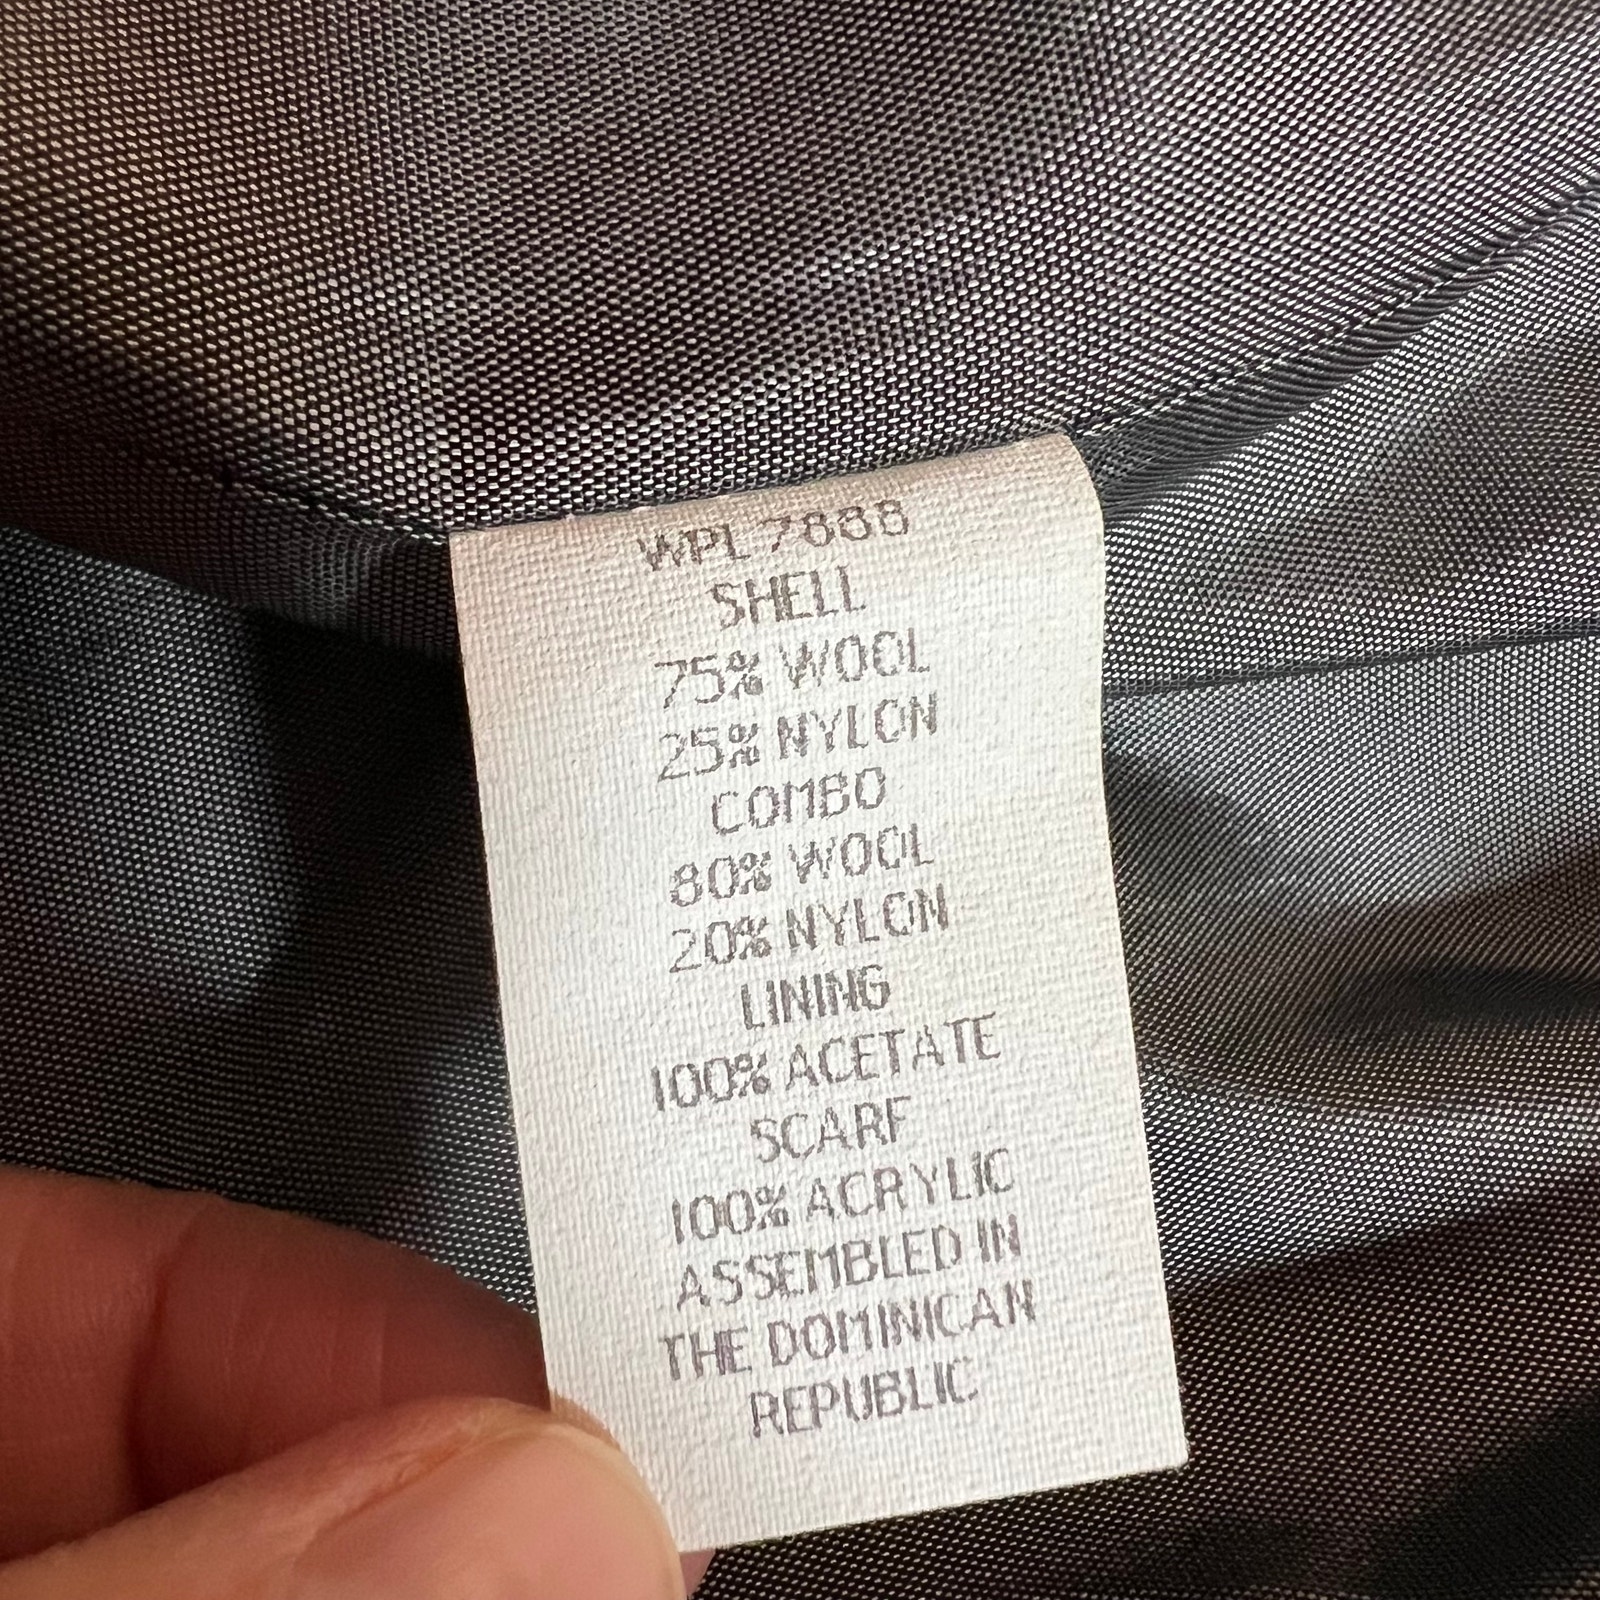 WPL 7888
SHELL
75% WOOL
25% NYLON
COMBO
80% WOOL
20% NYLON
LINING
100% ACETATE
SCARF
100% ACRYLIC
ASSEMBLED IN
THE DOMINICAN
REPUBLIC